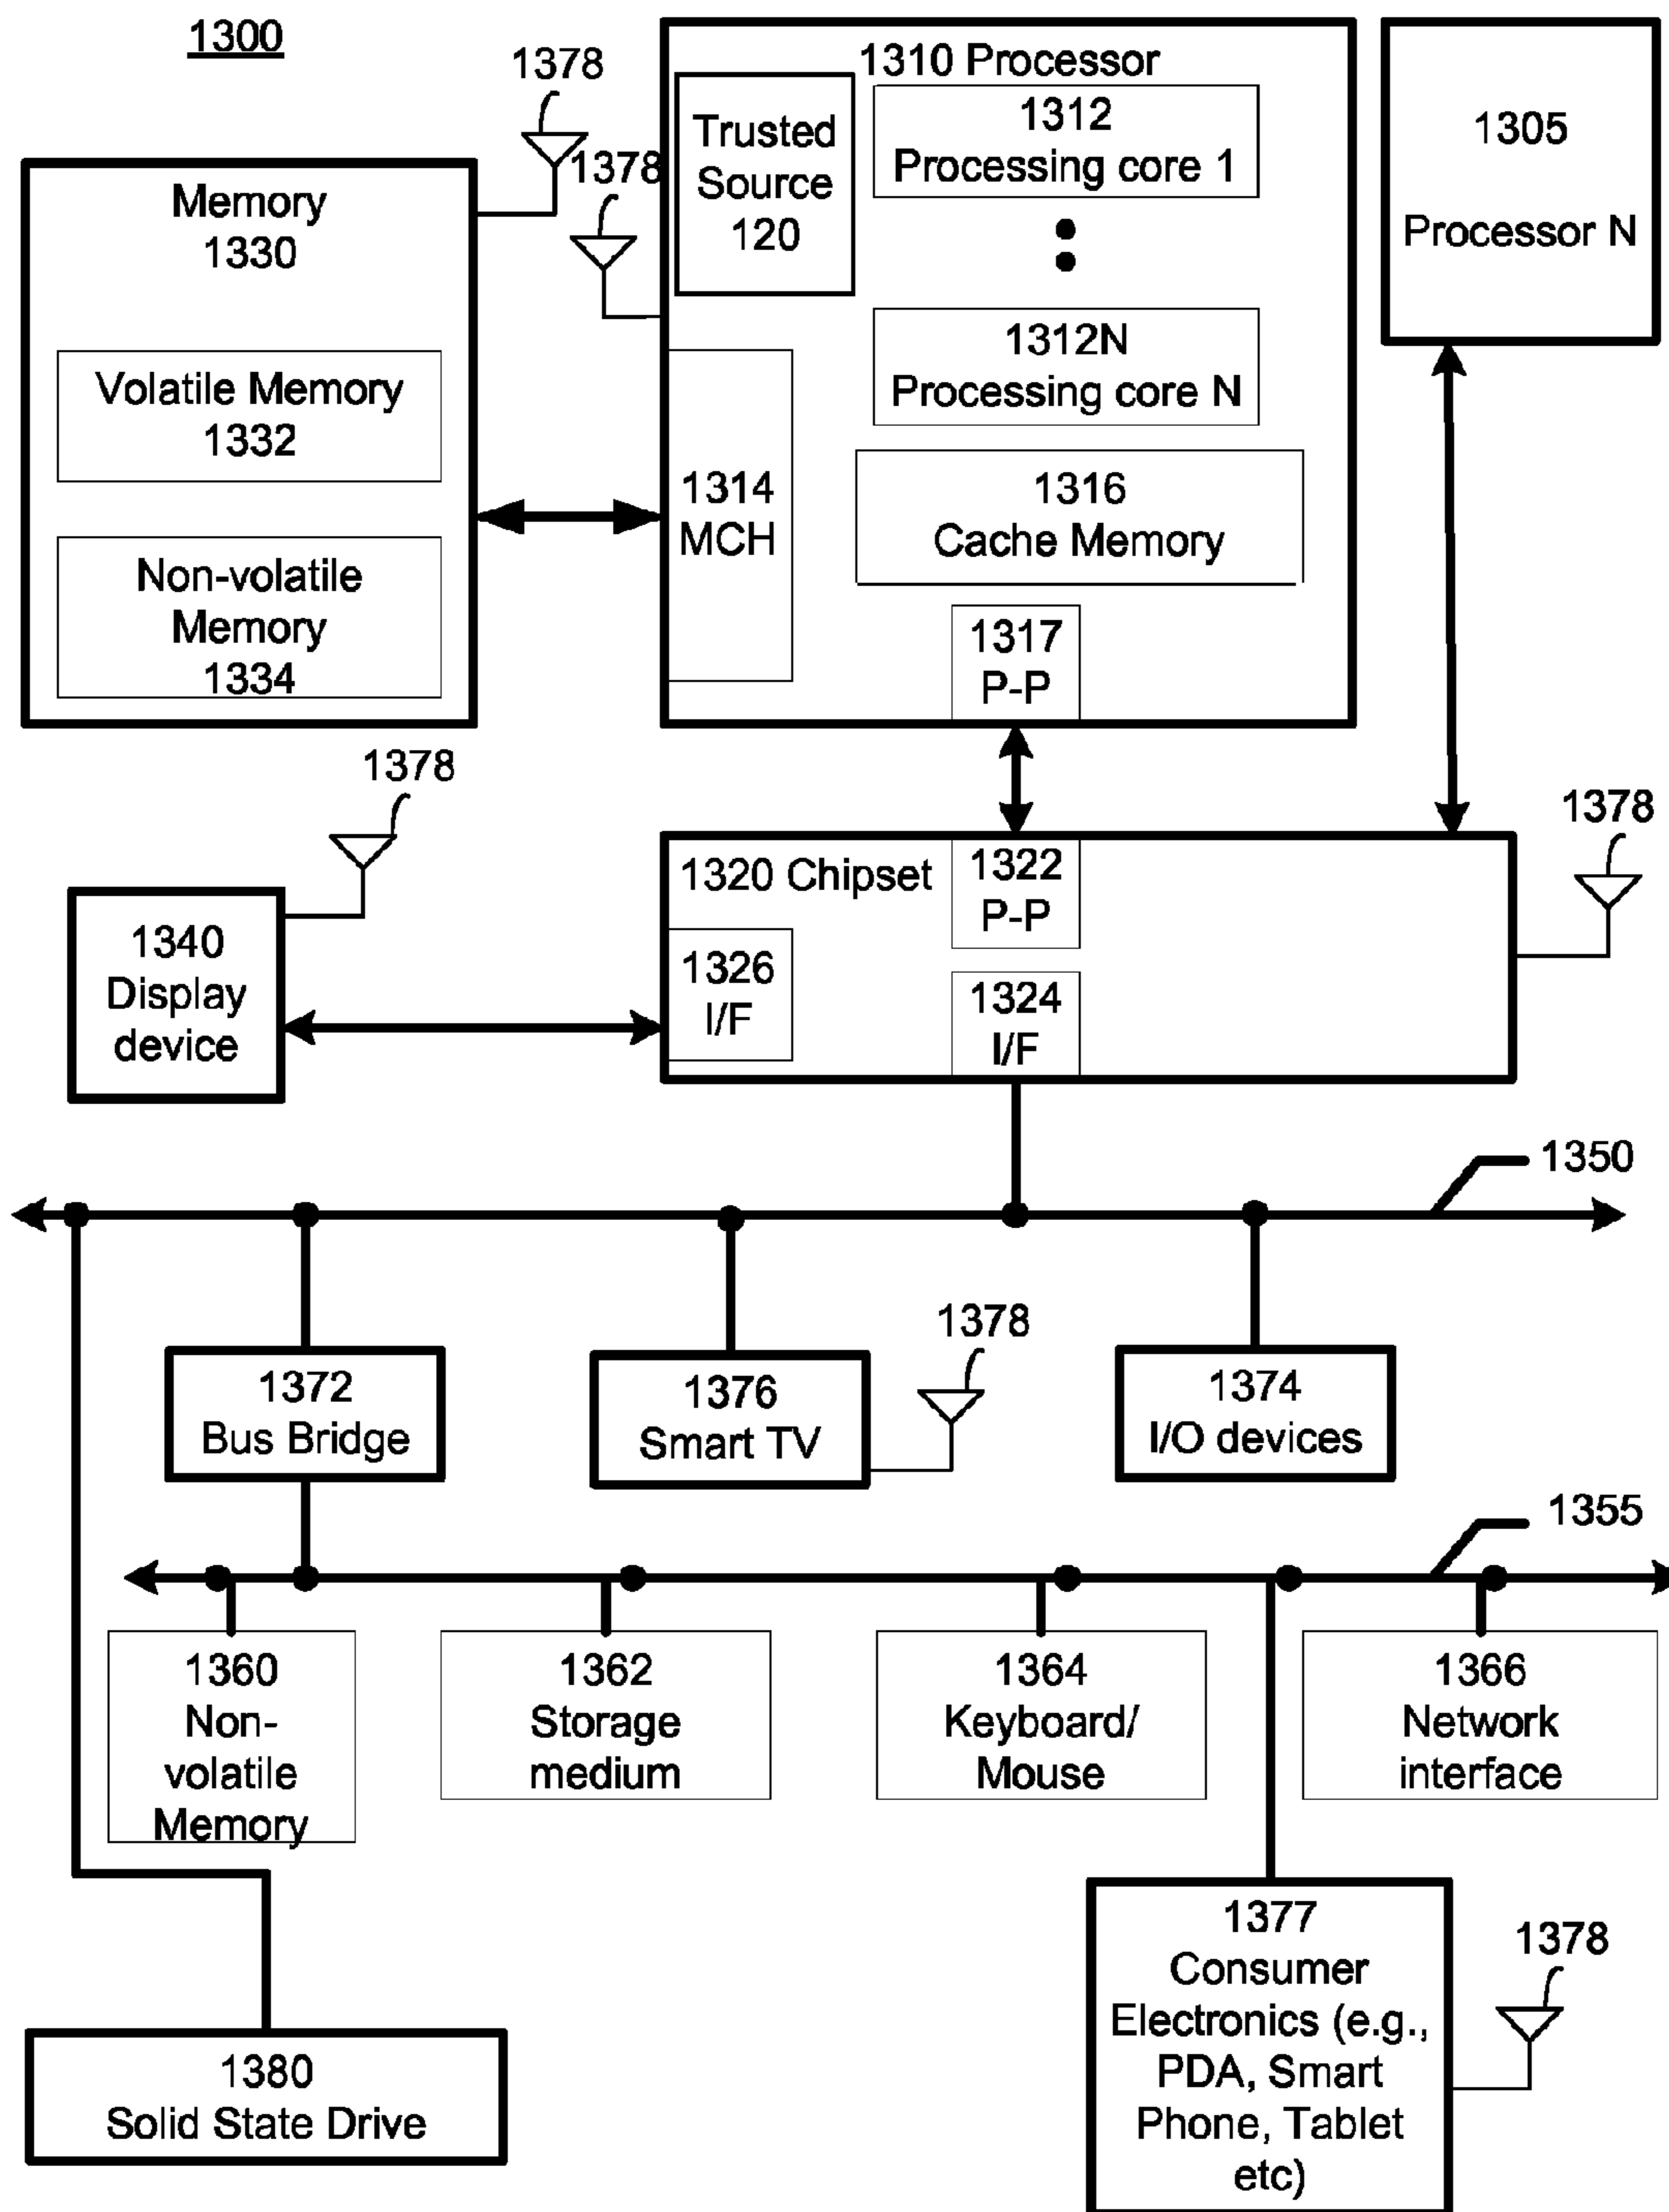 1300
1378
1378
Memory
1330
Volatile Memory
1332
Non-volatile
Memory
1334
1310 Processor
Trusted
Source
120
1312
Processing core 1
1312N
Processing core N
1314
MCH
1316
Cache Memory
1317
P-P
1305
Processor N
1378
1340
Display
device
1320 Chipset
1322
P-P
1326
I/F
1324
I/F
1378
1350
1372
Bus Bridge
1376
Smart TV
1378
1374
I/O devices
1355
1360
Non-
volatile
Memory
1362
Storage
medium
1364
Keyboard/
Mouse
1366
Network
interface
1380
Solid State Drive
1377
Consumer
Electronics (e.g.,
PDA, Smart
Phone, Tablet
etc)
1378